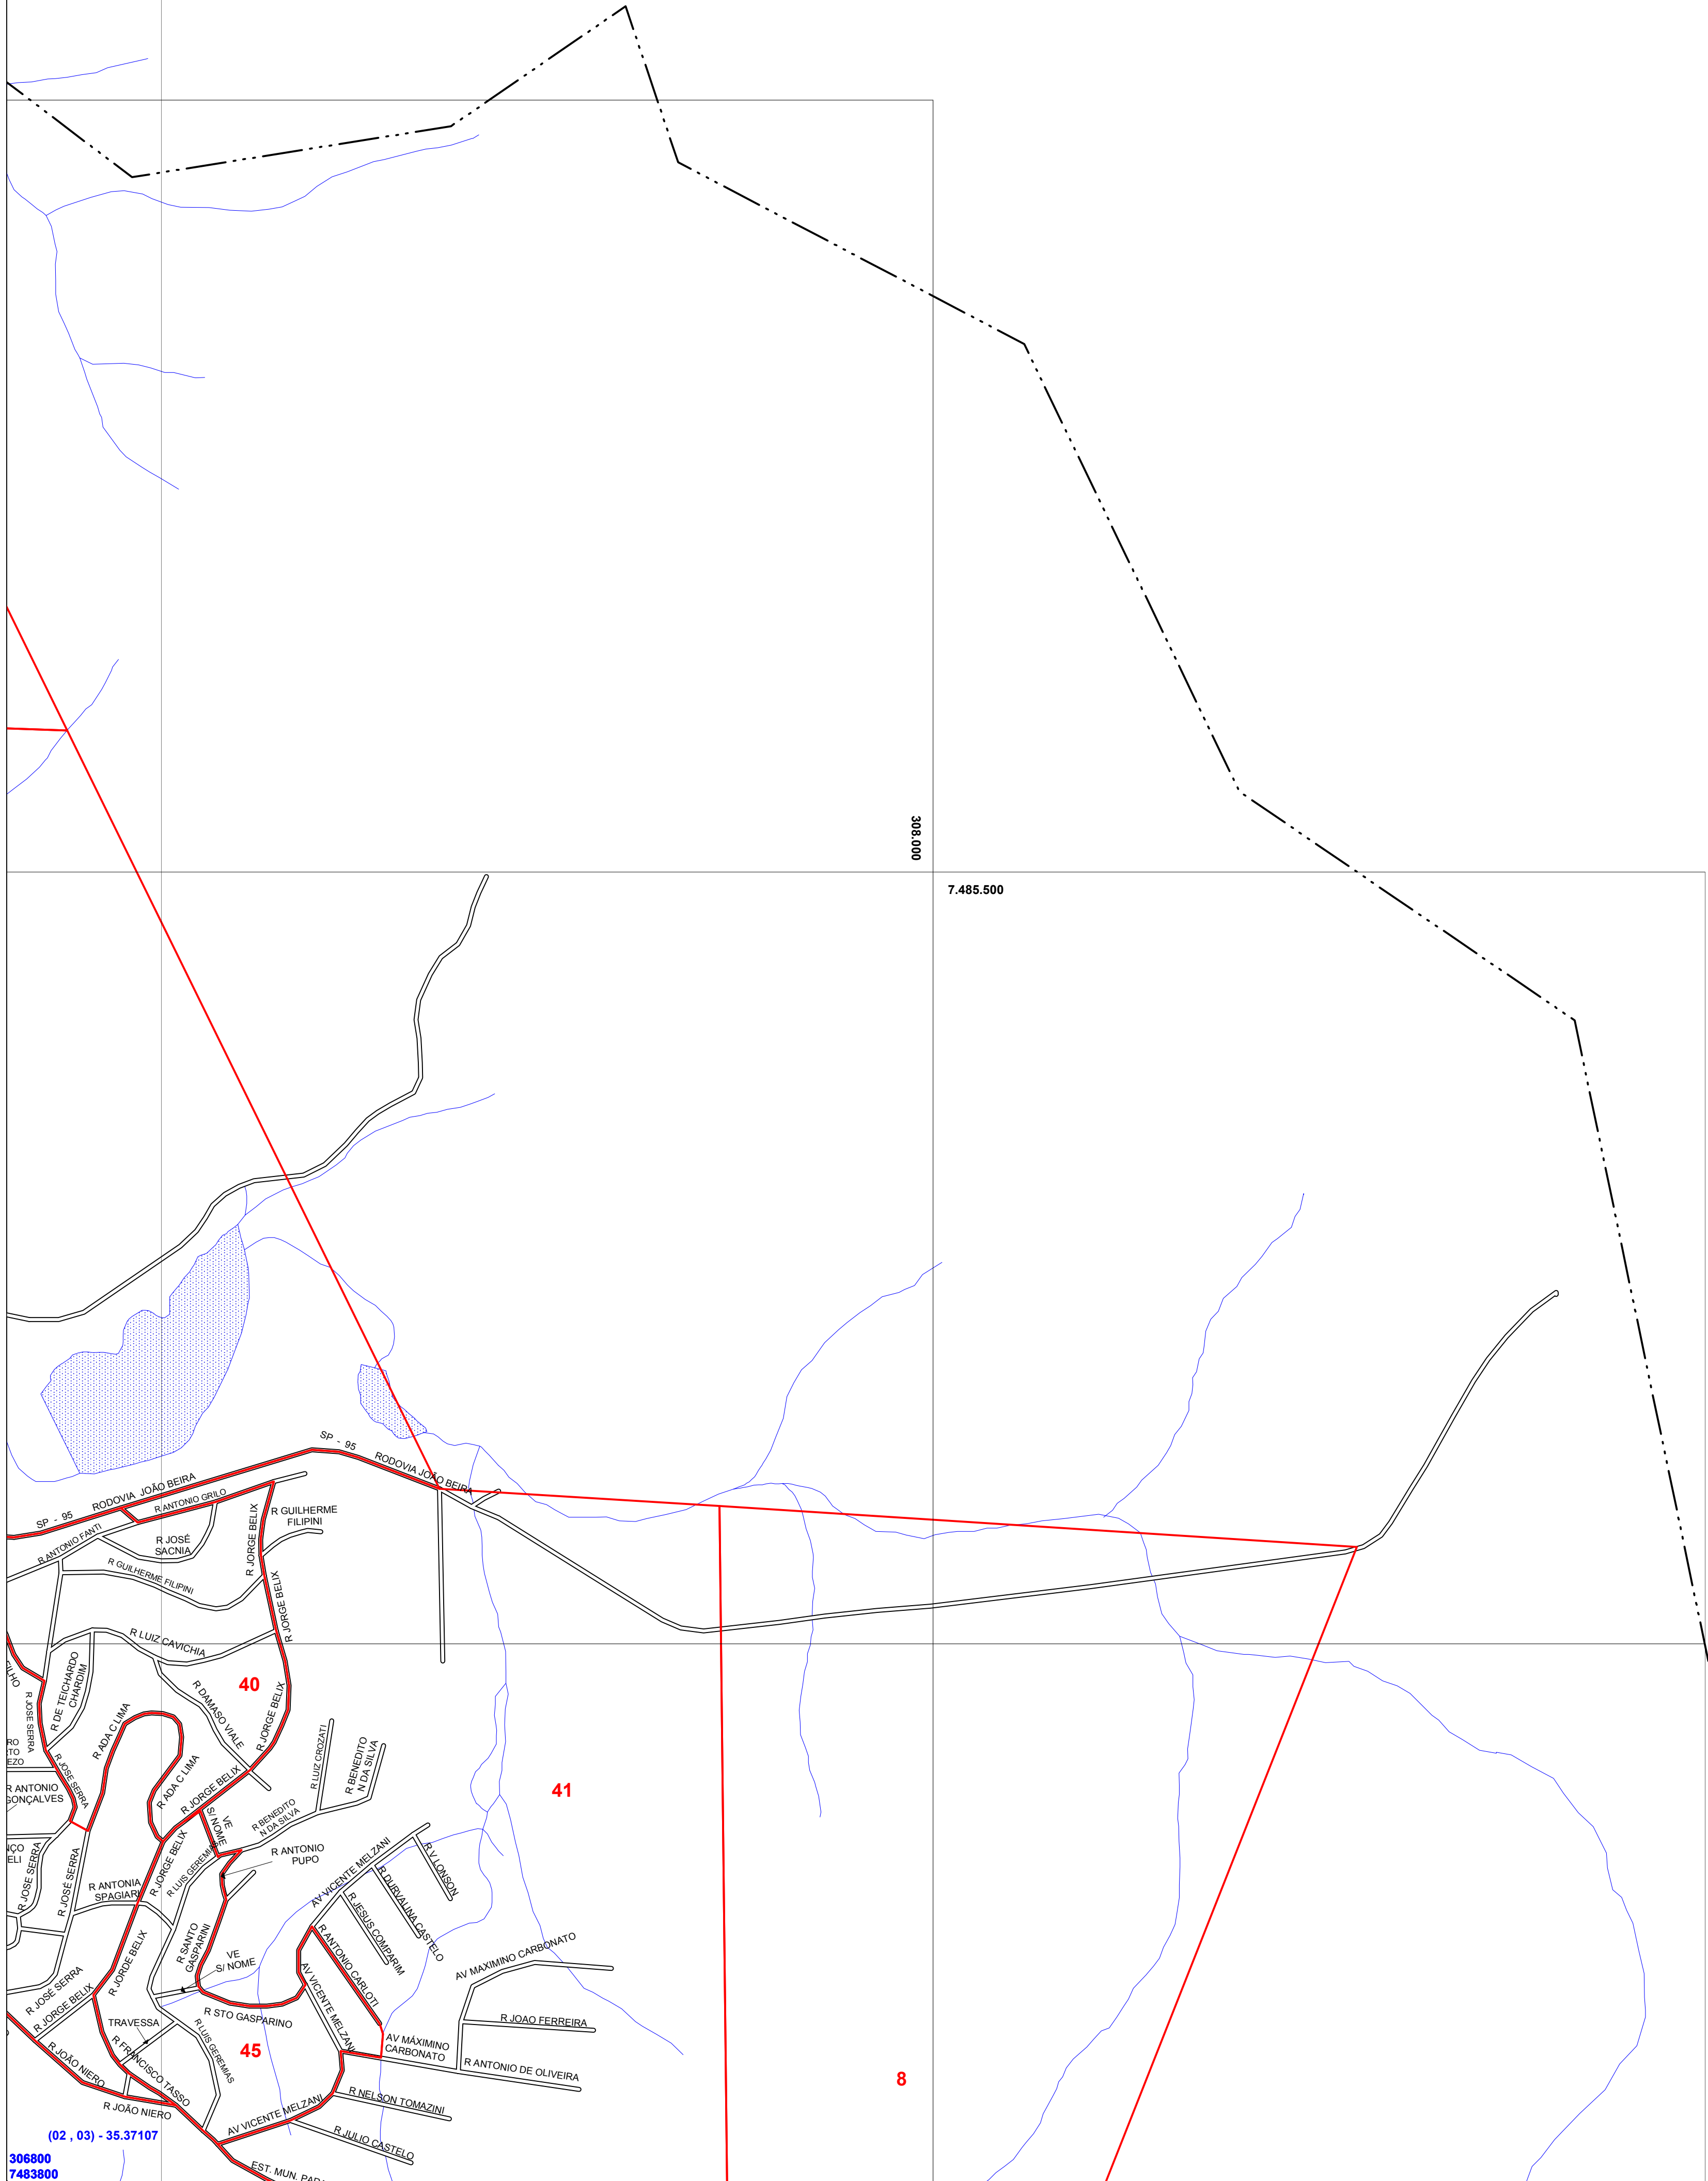 308.000
7.485.500
SP - 95
RODOVIA JOÃO BEIRA
RODOVIA JOÃO BEIRA
SP - 95
R ANTONIO GRILO
R ANTONIO FANTI
R JOSÉ
SACNIA
R JORGE BELIX
R GUILHERME
FILIPINI
R GUILHERME FILIPINI
R JORGE BELIX
R LUIZ CAVICHIA
R DE TEICHARDO
CHARDIM
R JOSE SERRA
40
R DAMASO VIALE
R JORGE BELIX
R ADA C LIMA
R LUIZ CROZATI
R BENEDITO
N DA SILVA
R JOSE SERRA
R ADA C LIMA
R JORGE BELIX
R ANTONIO
GONÇALVES
41
VE
S/ NOME
R BENEDITO
N DA SILVA
R ANTONIO
PUPO
R JORGE BELIX
R LUIS GEREMIAS
R JOSE SERRA
R JOSÉ SERRA
R ANTONIA
SPAGIARI
AV VICENTE MELZANI
R V LONSON
R DURVALINA CASTELO
R JESUS COMPARIM
R ANTONIO CARLOTI
R SANTO
GASPARINI
VE
S/ NOME
R JORDE BELIX
AV MAXIMINO CARBONATO
R JOSÉ SERRA
R JORGE BELIX
AV VICENTE MELZANI
R STO GASPARINO
R JOAO FERREIRA
TRAVESSA
R LUIS GEREMIAS
45
AV MÁXIMINO
CARBONATO
R ANTONIO DE OLIVEIRA
R JOÃO NIERO
R FRANCISCO TASSO
8
R JOÃO NIERO
AV VICENTE MELZANI
R NELSON TOMAZINI
R JULIO CASTELO
(02 , 03) - 35.37107
306800
7483800
EST. MUN.